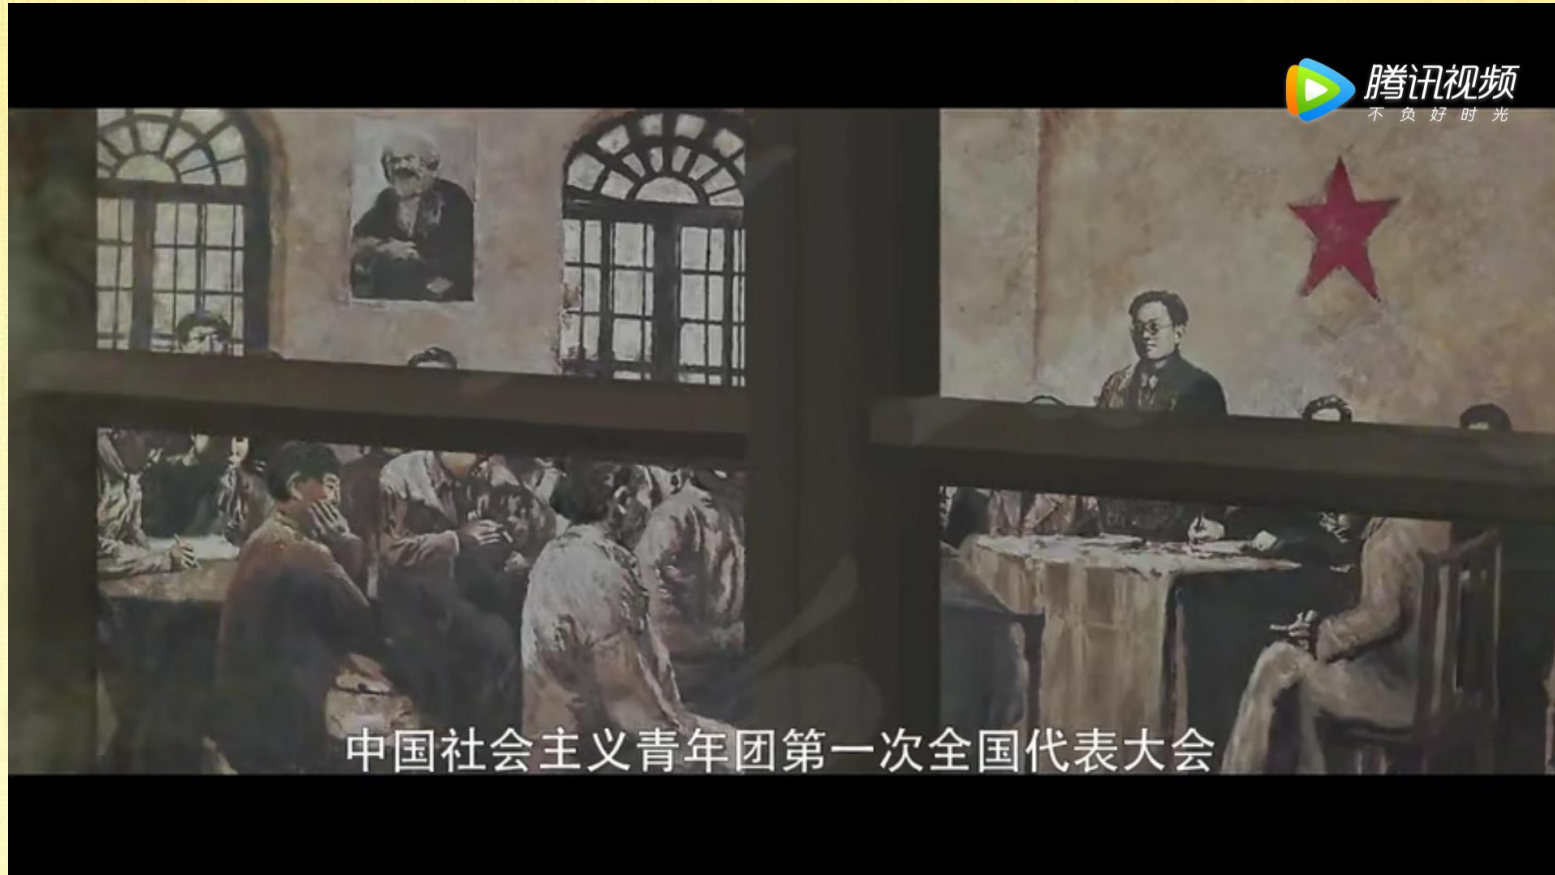 腾讯视频
不负好时光
中国社会主义青年团第一次全国代表大会